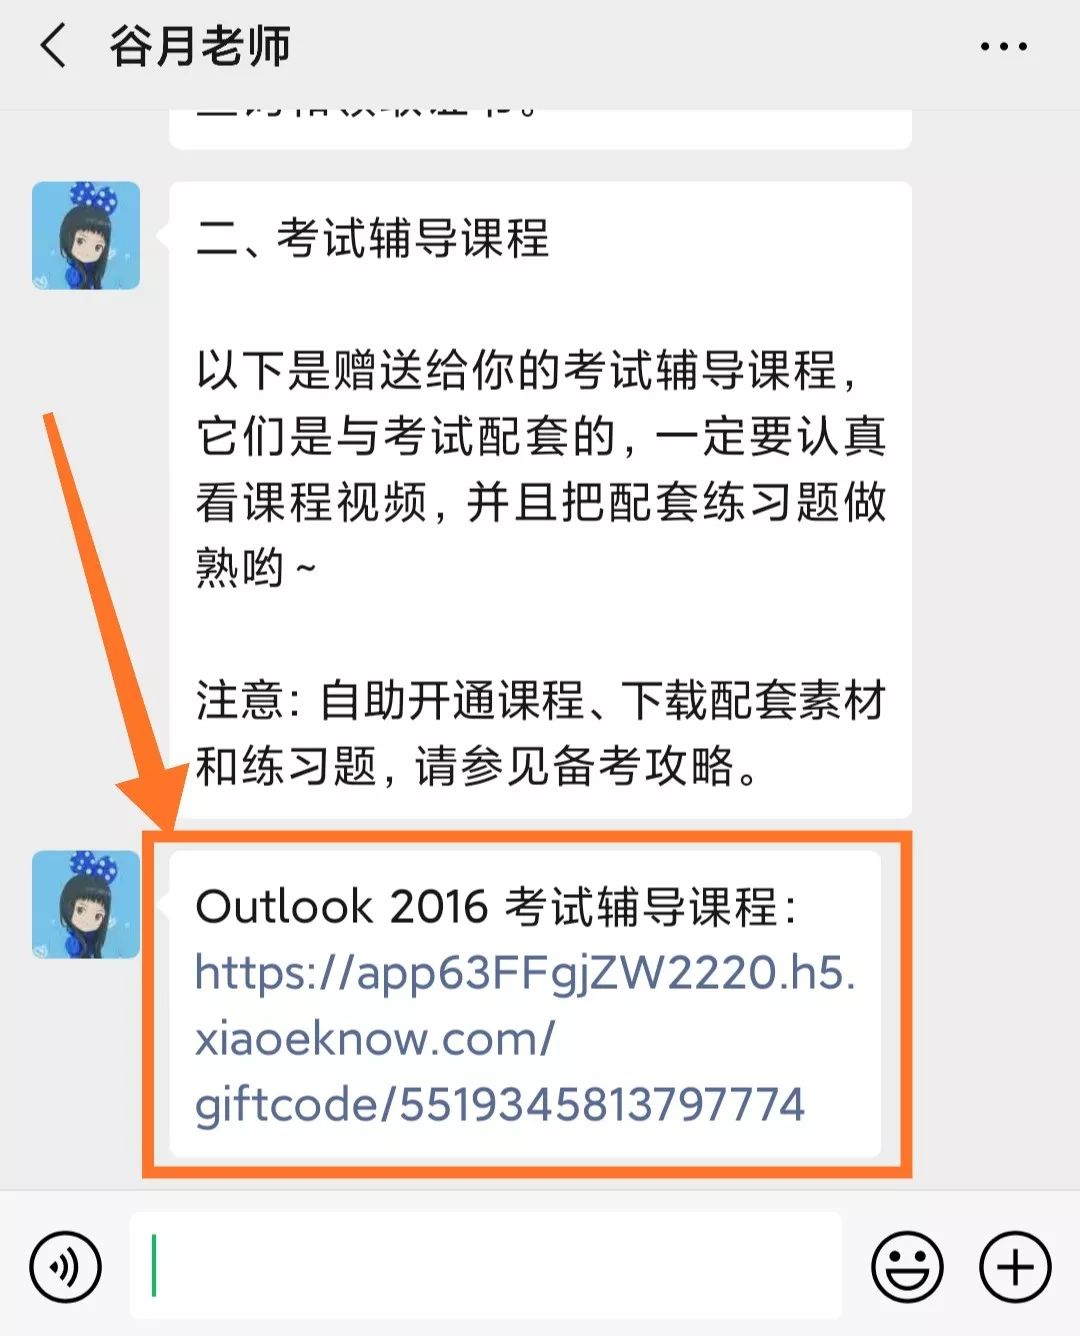 谷月老师
二、考试辅导课程
以下是赠送给你的考试辅导课程，
它们是与考试配套的，一定要认真
看课程视频，并且把配套练习题做
熟哟~
注意：自助开通课程、下载配套素材
和练习题，请参见备考攻略。
Outlook 2016 考试辅导课程：
https://app63FFgjZW2220.h5.
xiaoeknow.com/
giftcode/5519345813797774